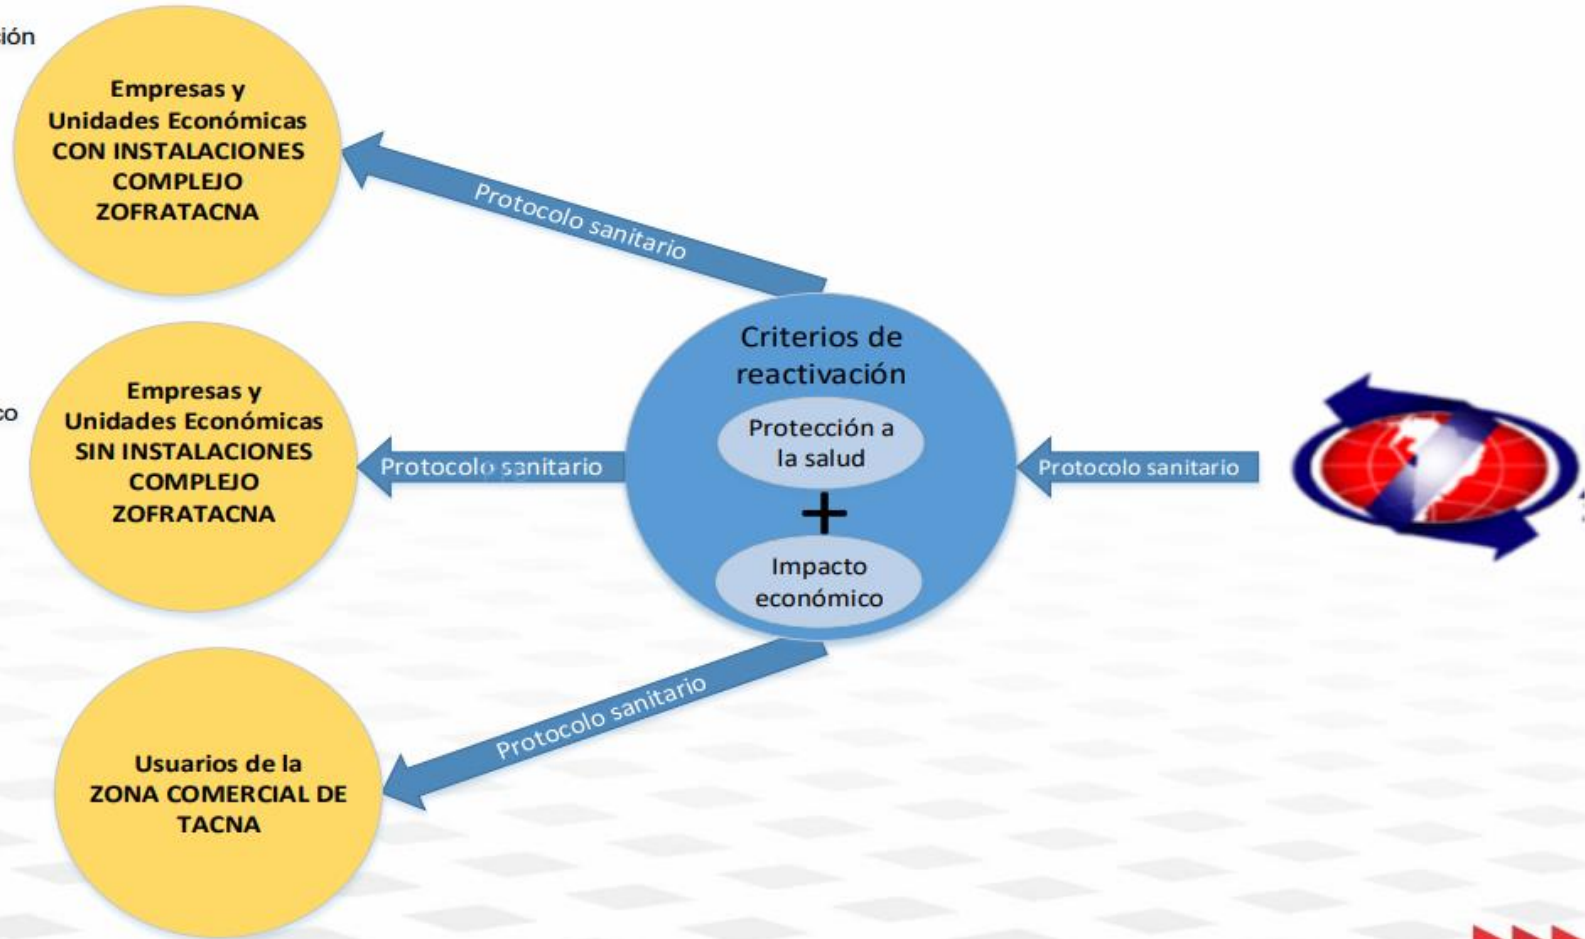 ión
Empresas y
Unidades Económicas
CON INSTALACIONES
COMPLEJO
ZOFRATACNA
Protocolo sanitario
Criterios de
reactivación
Protección a
la salud
+
Impacto
económico
co
Empresas y
Unidades Económicas
SIN INSTALACIONES
COMPLEJO
ZOFRATACNA
Protocolo sanitario
Protocolo sanitario
Usuarios de la
ZONA COMERCIAL DE
TACNA
Protocolo sanitario